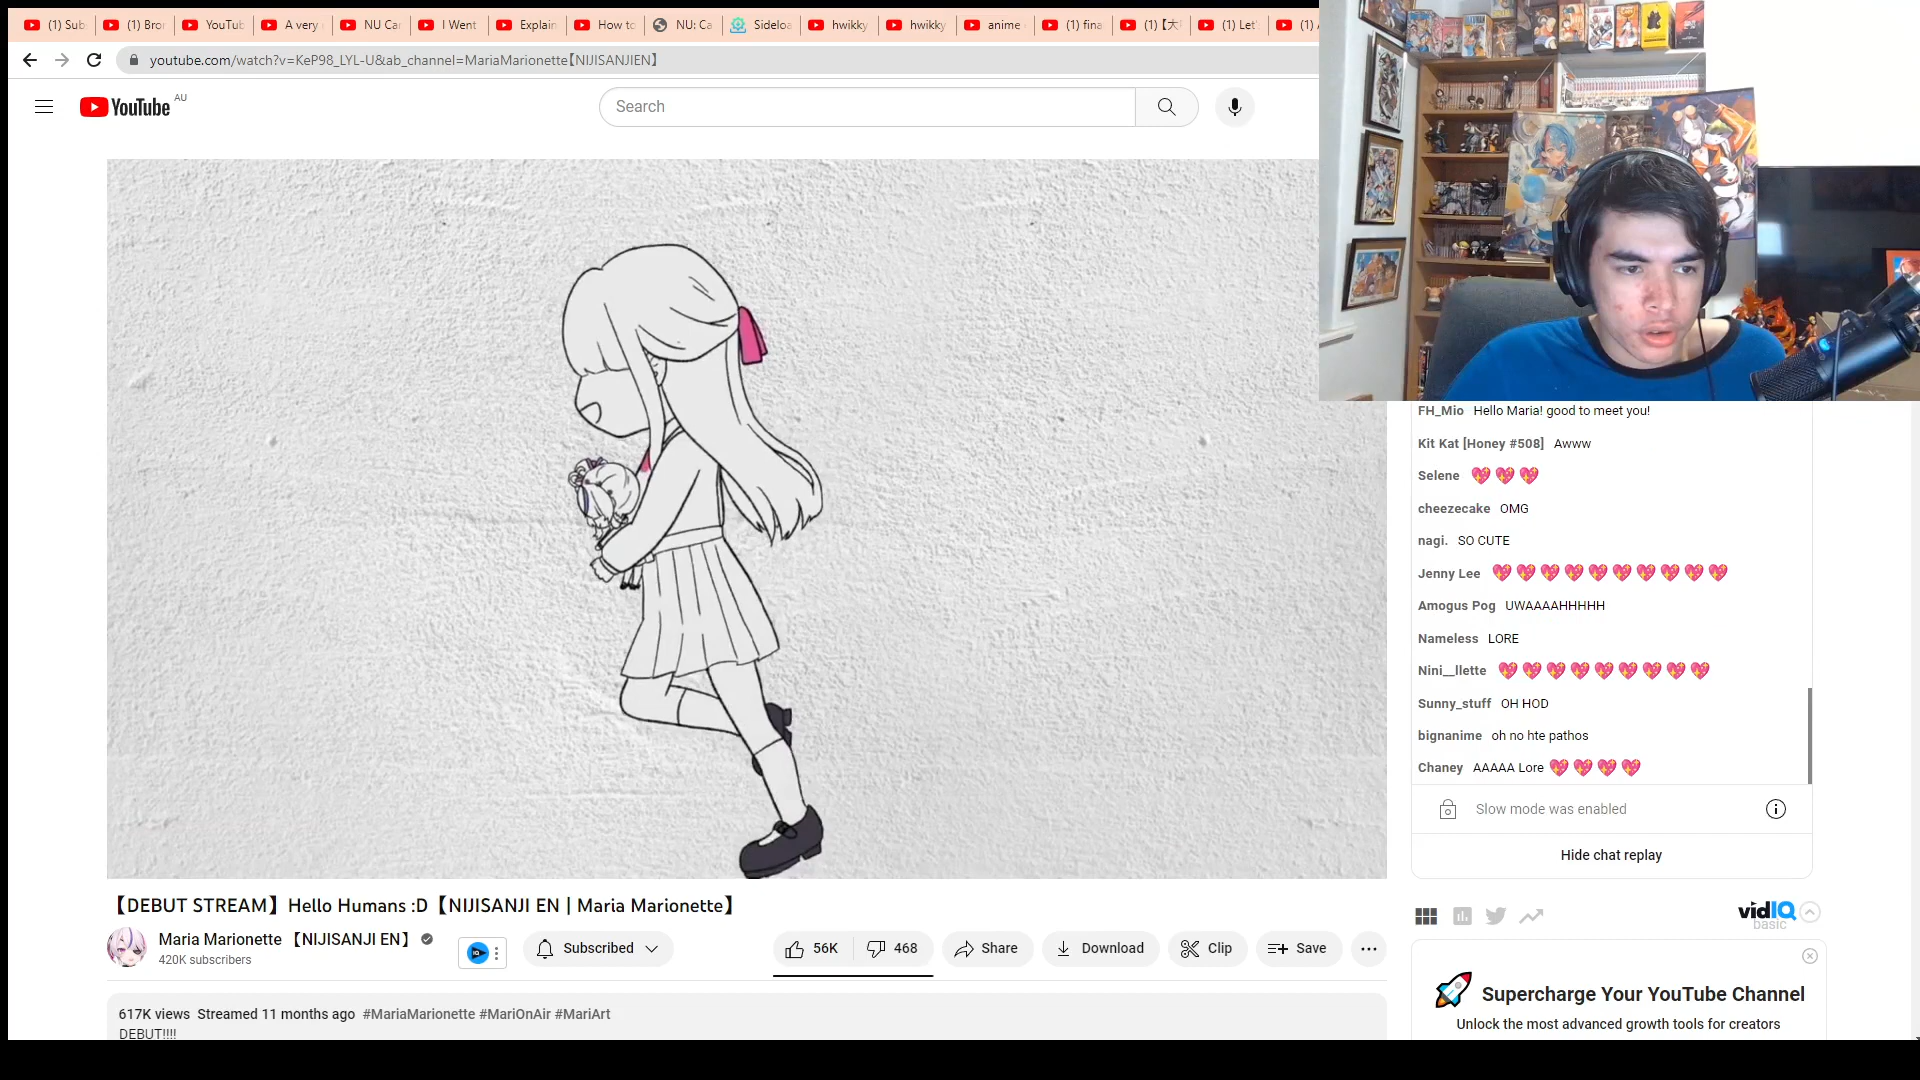 (1) Sub
(1) Bror
YouTub
A very
NU Car
I Went
Explain
How to
NU: Ca
Sideloa
hwikky
hwikky
anime
(1) fina
(1)【大
(1) Let'
(1)
youtube.com/watch?v=KeP98_LYL-U&ab_channel=MariaMarionette【NIJISANJIEN】
YouTube AU
Search
FH_Mio Hello Maria! good to meet you!
Kit Kat [Honey #508] Awww
Selene 💖💖💖
cheezecake OMG
nagi. SO CUTE
Jenny Lee 💖💖💖💖💖💖💖💖💖💖
Amogus Pog UWAAAAHHHHH
Nameless LORE
Nini__llette 💖💖💖💖💖💖💖💖💖
Sunny_stuff OH HOD
bignanime oh no hte pathos
Chaney AAAAA Lore 💖💖💖💖
Slow mode was enabled
Hide chat replay
【DEBUT STREAM】Hello Humans :D【NIJISANJI EN | Maria Marionette】
Maria Marionette 【NIJISANJI EN】
420K subscribers
Subscribed
56K
468
Share
Download
Clip
Save
617K views Streamed 11 months ago #MariaMarionette #MariOnAir #MariArt
DEBUT!!!!
vidIQ
basic
Supercharge Your YouTube Channel
Unlock the most advanced growth tools for creators